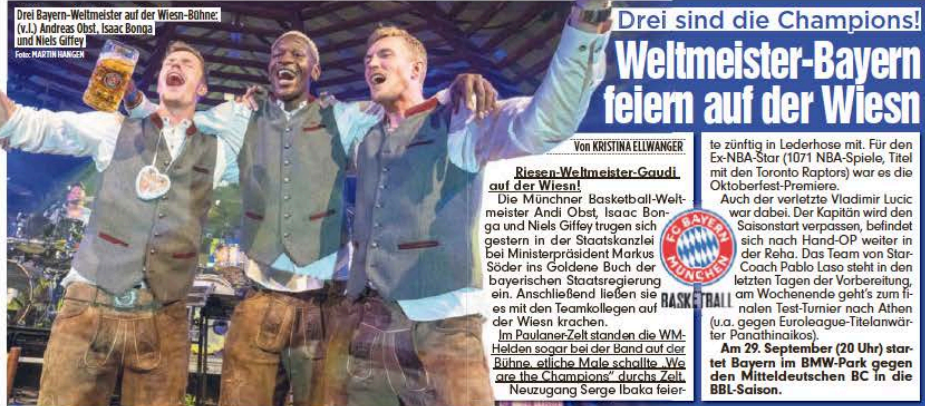 Drei Bayern-Weltmeister auf der Wiesn-Bühne:
(v.l.) Andreas Obst, Isaac Bonga
und Niels Giffey
Foto: MARTIN HANGEN
Drei sind die Champions!
Weltmeister-Bayern
feiern auf der Wiesn
Von KRISTINA ELLWANGER
Riesen-Weltmeister-Gaudi
auf der Wiesn!
Die Münchner Basketball-Welt-
meister Andi Obst, Isaac Bon-
ga und Niels Giffey trugen sich
gestern in der Staatskanzlei
bei Ministerpräsident Markus
Söder ins Goldene Buch der
bayerischen Staatsregierung
ein. Anschließend ließen sie
es mit den Teamkollegen auf
der Wiesn krachen.
Im Paulaner-Zelt standen die WM-
Helden sogar bei der Band auf der
Bühne, etliche Male schallte „We
are the Champions" durchs Zelt.
Neuzugang Serge Ibaka feier-
te zünftig in Lederhose mit. Für den
Ex-NBA-Star (1071 NBA-Spiele, Titel
mit den Toronto Raptors) war es die
Oktoberfest-Premiere.
Auch der verletzte Vladimir Lucic
war dabei. Der Kapitän wird den
Saisonstart verpassen, befindet
sich nach Hand-OP weiter in
der Reha. Das Team von Star-
Coach Pablo Laso steht in den
letzten Tagen der Vorbereitung,
am Wochenende geht's zum fi-
nalen Test-Turnier nach Athen
(u.a. gegen Euroleague-Titelanwär-
ter Panathinaikos).
Am 29. September (20 Uhr) star-
tet Bayern im BMW-Park gegen
den Mitteldeutschen BC in die
BBL-Saison.
FC BAYERN
MÜNCHEN
BASKETBALL